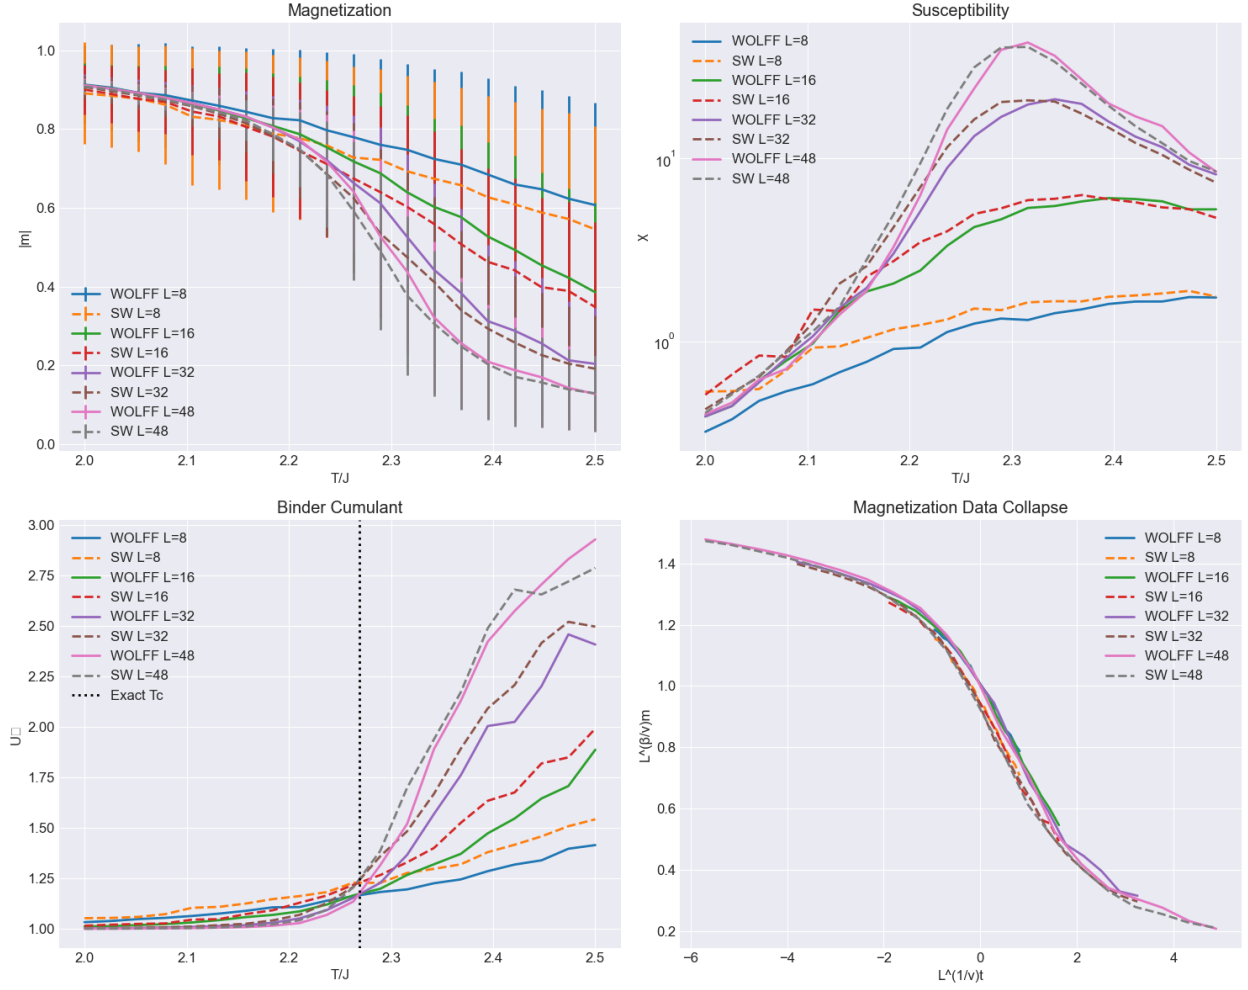 Magnetization
|m|
1.0
0.8
0.6
0.4
0.2
0.0
WOLFF L=8
SW L=8
WOLFF L=16
SW L=16
WOLFF L=32
SW L=32
WOLFF L=48
SW L=48
2.0 2.1 2.2 2.3 2.4 2.5
T/J
Susceptibility
χ
10¹
10⁰
WOLFF L=8
SW L=8
WOLFF L=16
SW L=16
WOLFF L=32
SW L=32
WOLFF L=48
SW L=48
2.0 2.1 2.2 2.3 2.4 2.5
T/J
Binder Cumulant
U□
3.00
2.75
2.50
2.25
2.00
1.75
1.50
1.25
1.00
WOLFF L=8
SW L=8
WOLFF L=16
SW L=16
WOLFF L=32
SW L=32
WOLFF L=48
SW L=48
Exact Tc
2.0 2.1 2.2 2.3 2.4 2.5
T/J
Magnetization Data Collapse
L^(β/ν)m
1.4
1.2
1.0
0.8
0.6
0.4
0.2
WOLFF L=8
SW L=8
WOLFF L=16
SW L=16
WOLFF L=32
SW L=32
WOLFF L=48
SW L=48
−6 −4 −2 0 2 4
L^(1/ν)t